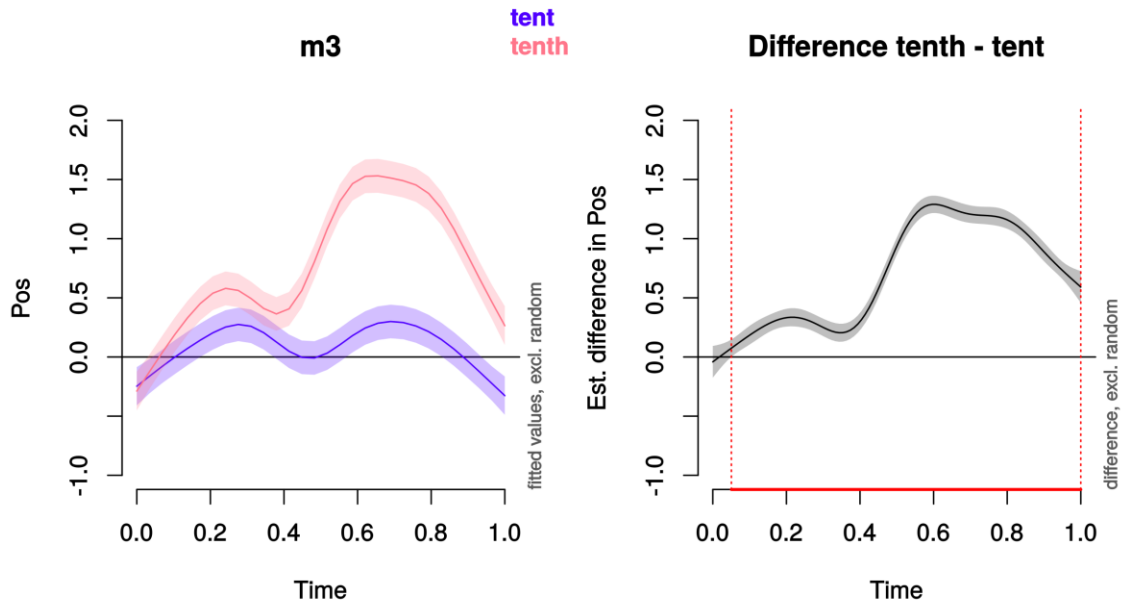 tent
tenth
m3
Difference tenth - tent
2.0
1.5
1.0
0.5
0.0
-1.0
Pos
fitted values, excl. random
0.0 0.2 0.4 0.6 0.8 1.0
Time
2.0
1.5
1.0
0.5
0.0
-1.0
Est. difference in Pos
difference, excl. random
0.0 0.2 0.4 0.6 0.8 1.0
Time